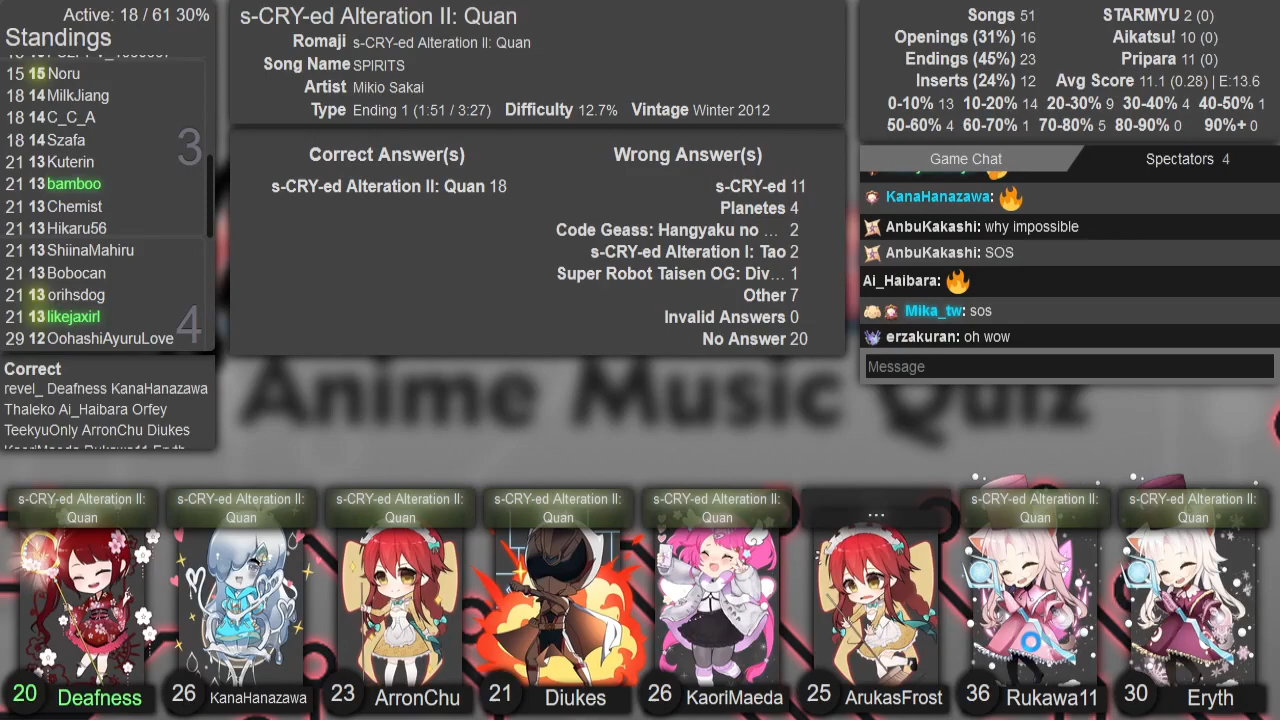 Active: 18 / 61 30%
Standings
15 15 Noru
18 14 MilkJiang
18 14 C_C_A
18 14 Szafa
3
21 13 Kuterin
21 13 bamboo
21 13 Chemist
21 13 Hikaru56
21 13 ShiinaMahiru
21 13 Bobocan
21 13 orihsdog
21 13 likejaxirl
4
29 12 OohashiAyuruLove
Correct
revel_ Deafness KanaHanazawa
Thaleko Ai_Haibara Orfey
TeekyuOnly ArronChu Diukes
KaoriMaeda Rukawa11 Eryth
s-CRY-ed Alteration II: Quan
Romaji s-CRY-ed Alteration II: Quan
Song Name SPIRITS
Artist Mikio Sakai
Type Ending 1 (1:51 / 3:27) Difficulty 12.7% Vintage Winter 2012
Correct Answer(s)
s-CRY-ed Alteration II: Quan 18
Wrong Answer(s)
s-CRY-ed 11
Planetes 4
Code Geass: Hangyaku no ... 2
s-CRY-ed Alteration I: Tao 2
Super Robot Taisen OG: Div... 1
Other 7
Invalid Answers 0
No Answer 20
Songs 51 STARMYU 2 (0)
Openings (31%) 16 Aikatsu! 10 (0)
Endings (45%) 23 Pripara 11 (0)
Inserts (24%) 12 Avg Score 11.1 (0.28) | E:13.6
0-10% 13 10-20% 14 20-30% 9 30-40% 4 40-50% 1
50-60% 4 60-70% 1 70-80% 5 80-90% 0 90%+ 0
Game Chat Spectators 4
KanaHanazawa:
AnbuKakashi: why impossible
AnbuKakashi: SOS
Ai_Haibara:
Mika_tw: sos
erzakuran: oh wow
Message
Anime Music Quiz
s-CRY-ed Alteration II: Quan
s-CRY-ed Alteration II: Quan
s-CRY-ed Alteration II: Quan
s-CRY-ed Alteration II: Quan
s-CRY-ed Alteration II: Quan
...
s-CRY-ed Alteration II: Quan
s-CRY-ed Alteration II: Quan
20 Deafness
26 KanaHanazawa
23 ArronChu
21 Diukes
26 KaoriMaeda
25 ArukasFrost
36 Rukawa11
30 Eryth